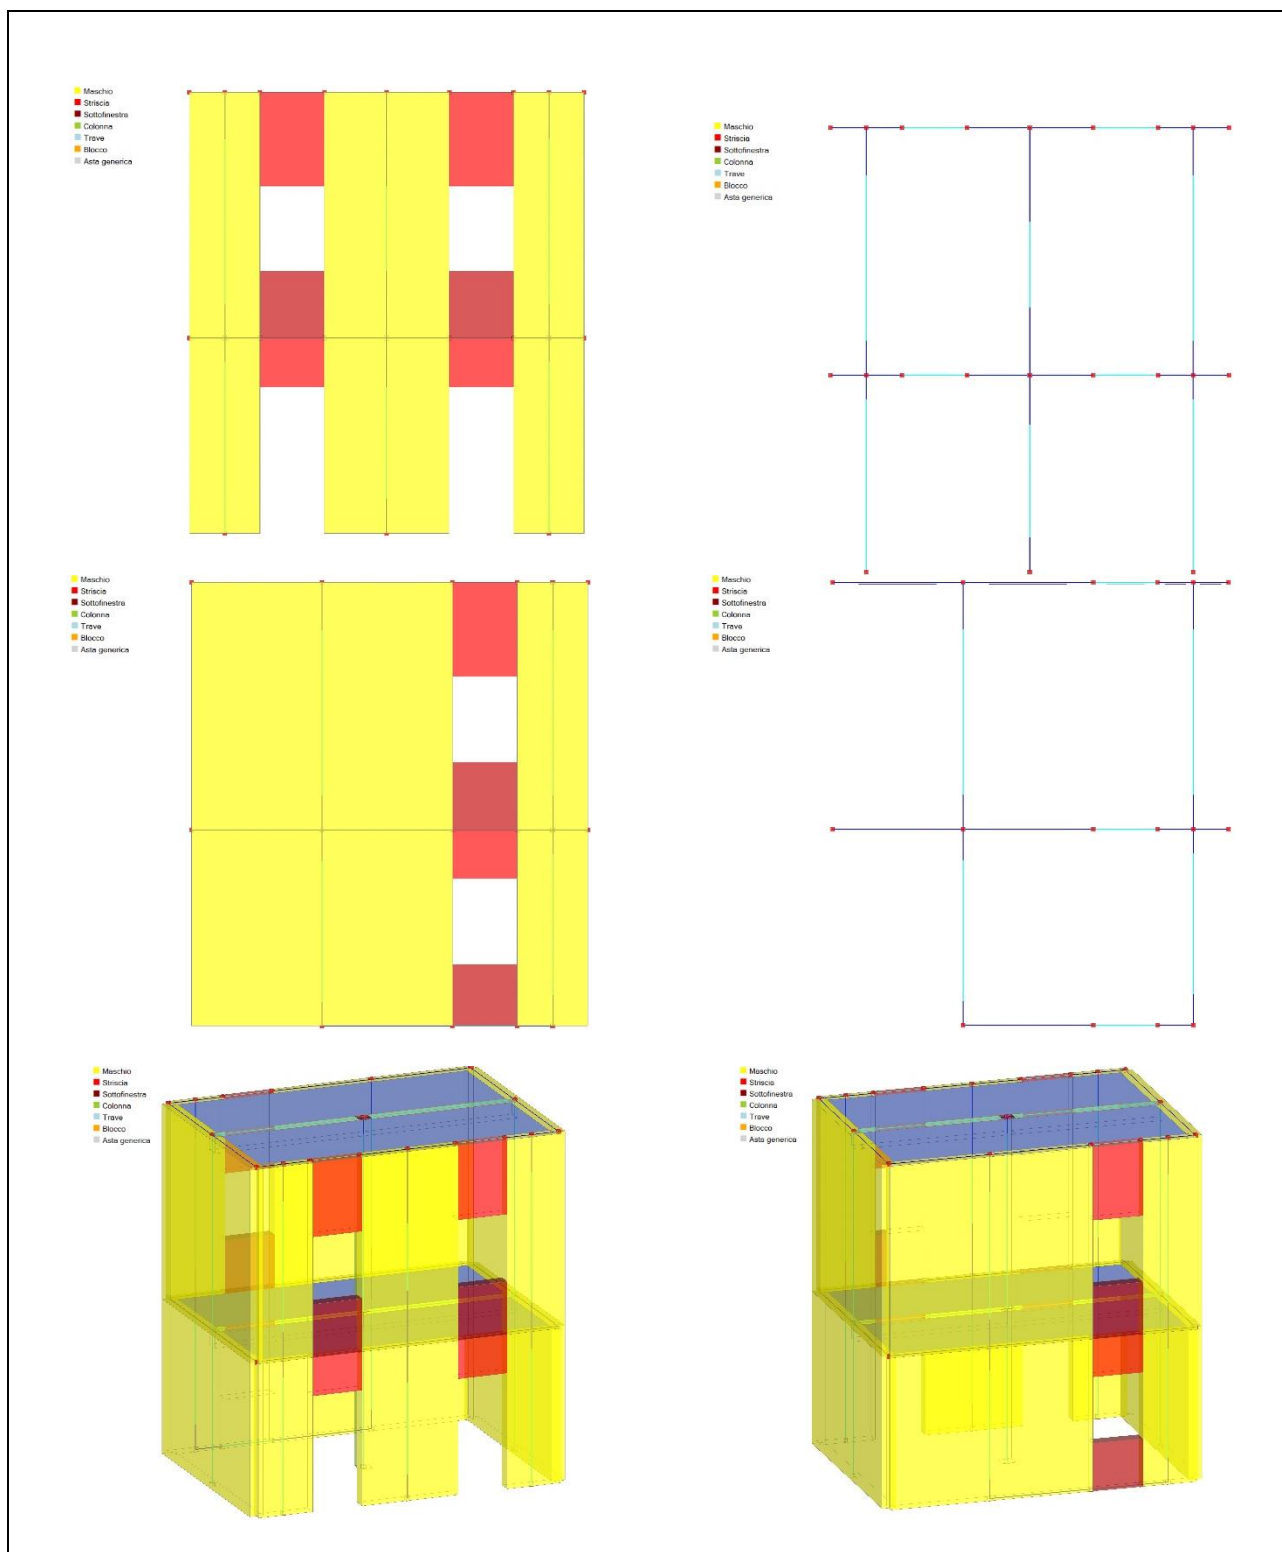 Maschio
Striscia
Sottofinestra
Colonna
Trave
Blocco
Asta generica
Maschio
Striscia
Sottofinestra
Colonna
Trave
Blocco
Asta generica
Maschio
Striscia
Sottofinestra
Colonna
Trave
Blocco
Asta generica
Maschio
Striscia
Sottofinestra
Colonna
Trave
Blocco
Asta generica
Maschio
Striscia
Sottofinestra
Colonna
Trave
Blocco
Asta generica
Maschio
Striscia
Sottofinestra
Colonna
Trave
Blocco
Asta generica